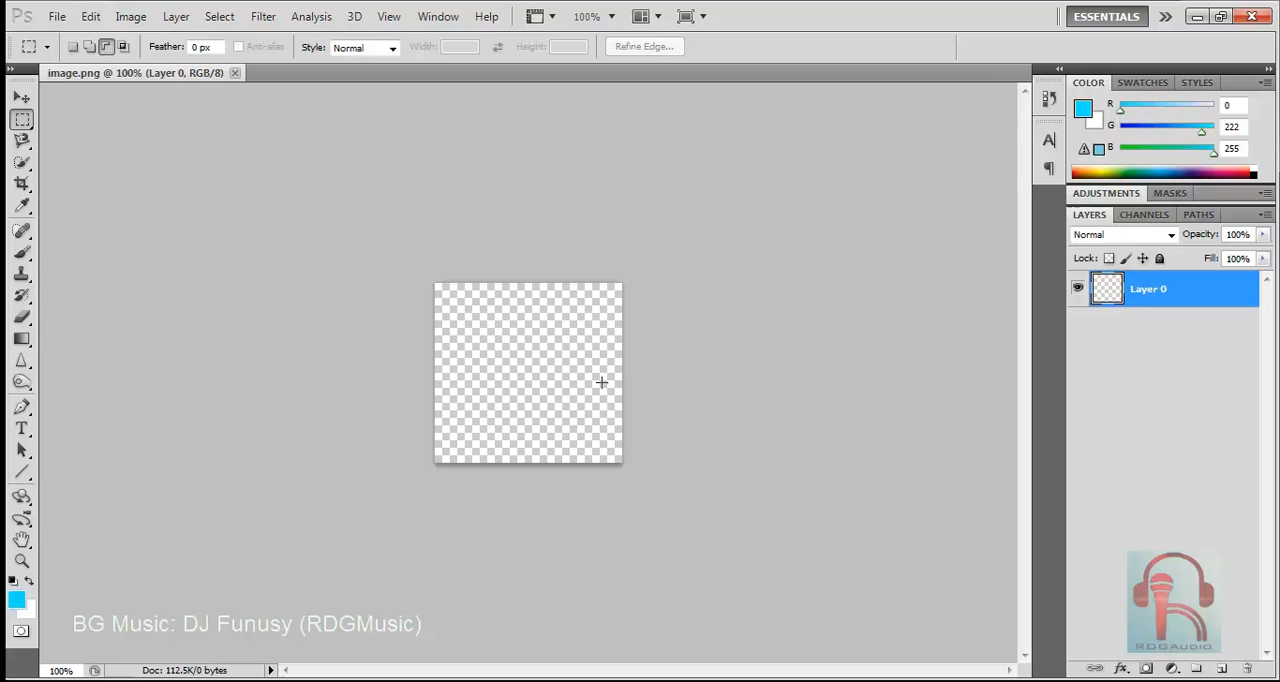 Ps File Edit Image Layer Select Filter Analysis 3D View Window Help 100% ESSENTIALS
Feather: 0 px Anti-alias Style: Normal Width: Height: Refine Edge...
image.png @ 100% (Layer 0, RGB/8)
COLOR SWATCHES STYLES
R 0
G 222
B 255
ADJUSTMENTS MASKS
LAYERS CHANNELS PATHS
Normal Opacity: 100%
Lock: Fill: 100%
Layer 0
BG Music: DJ Funusy (RDGMusic)
RDGAUDIO
100% Doc: 112.5K/0 bytes